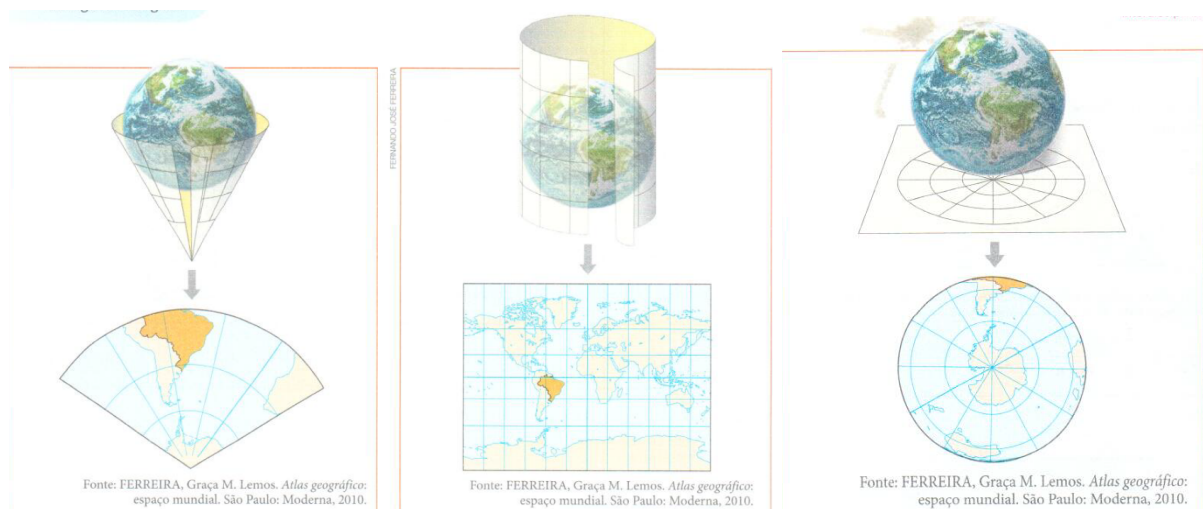 FERNANDO JOSÉ FERREIRA
Fonte: FERREIRA, Graça M. Lemos. Atlas geográfico:
espaço mundial. São Paulo: Moderna, 2010.
Fonte: FERREIRA, Graça M. Lemos. Atlas geográfico:
espaço mundial. São Paulo: Moderna, 2010.
Fonte: FERREIRA, Graça M. Lemos. Atlas geográfico:
espaço mundial. São Paulo: Moderna, 2010.